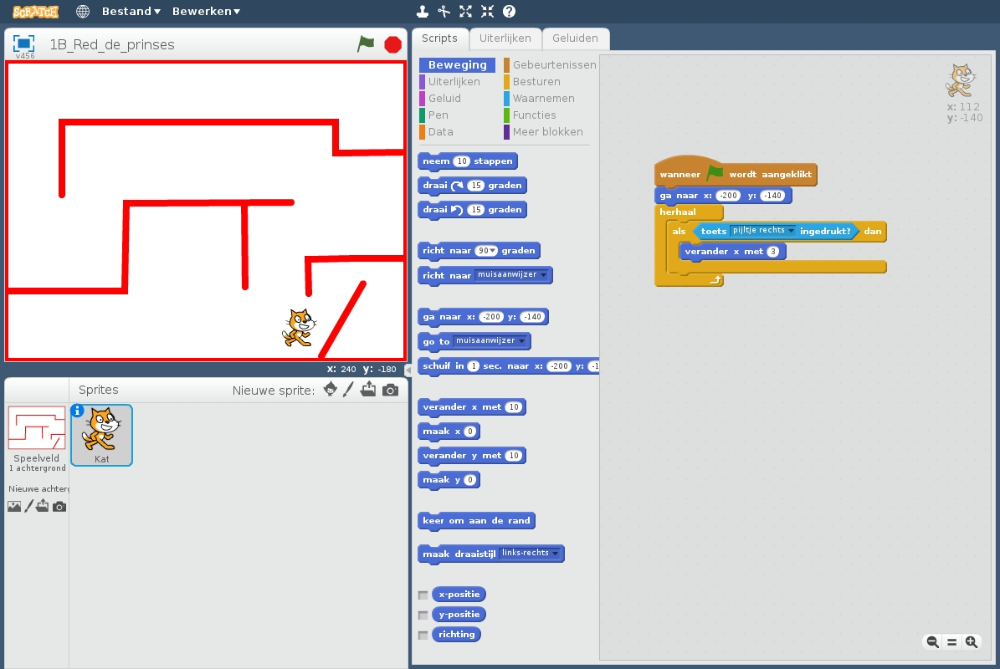 SCRATCH
Bestand▾ Bewerken▾
v456
1B_Red_de_prinses
x: 240 y: -180
Sprites
Nieuwe sprite:
Speelveld
1 achtergrond
Nieuwe achterg
Kat
Scripts Uiterlijken Geluiden
Beweging Gebeurtenissen
Uiterlijken Besturen
Geluid Waarnemen
Pen Functies
Data Meer blokken
neem 10 stappen
draai 15 graden
draai 15 graden
richt naar 90▾ graden
richt naar muisaanwijzer ▾
ga naar x: -200 y: -140
go to muisaanwijzer ▾
schuif in 1 sec. naar x: -200 y: -1
verander x met 10
maak x 0
verander y met 10
maak y 0
keer om aan de rand
maak draaistijl links-rechts ▾
x-positie
y-positie
richting
x: 112
y: -140
wanneer wordt aangeklikt
ga naar x: -200 y: -140
herhaal
als toets pijltje rechts ▾ ingedrukt? dan
verander x met 3